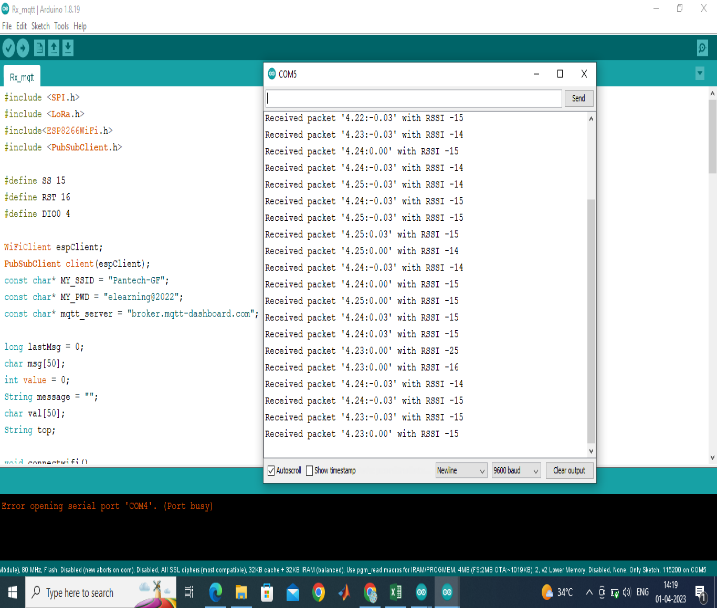 Rx_mqtt | Arduino 1.8.19
File Edit Sketch Tools Help
Rx_mqtt
#include <SPI.h>
#include <LoRa.h>
#include<ESP8266WiFi.h>
#include <PubSubClient.h>
#define SS 15
#define RST 16
#define DIO0 4
WiFiClient espClient;
PubSubClient client(espClient);
const char* MY_SSID = "Pantech-GF";
const char* MY_PWD = "elearning@2022";
const char* mqtt_server = "broker.mqtt-dashboard.com";
long lastMsg = 0;
char msg[50];
int value = 0;
String message = "";
char val[50];
String top;
void connectwifi()
COM5
Send
Received packet '4.22:-0.03' with RSSI -15
Received packet '4.23:-0.03' with RSSI -14
Received packet '4.24:0.00' with RSSI -15
Received packet '4.24:-0.03' with RSSI -14
Received packet '4.25:-0.03' with RSSI -14
Received packet '4.24:-0.03' with RSSI -15
Received packet '4.25:-0.03' with RSSI -15
Received packet '4.25:0.03' with RSSI -15
Received packet '4.25:0.00' with RSSI -14
Received packet '4.24:-0.03' with RSSI -14
Received packet '4.24:0.00' with RSSI -15
Received packet '4.25:0.00' with RSSI -15
Received packet '4.24:0.03' with RSSI -15
Received packet '4.24:0.03' with RSSI -15
Received packet '4.23:0.00' with RSSI -25
Received packet '4.23:0.00' with RSSI -16
Received packet '4.24:-0.03' with RSSI -14
Received packet '4.24:-0.03' with RSSI -15
Received packet '4.23:-0.03' with RSSI -15
Received packet '4.23:0.00' with RSSI -15
Autoscroll Show timestamp Newline 9600 baud Clear output
Error opening serial port 'COM4'. (Port busy)
Module), 80 MHz, Flash, Disabled (new aborts on oom), Disabled, All SSL ciphers (most compatible), 32KB cache + 32KB IRAM (balanced), Use pgm_read macros for IRAM/PROGMEM, 4MB (FS:2MB OTA:~1019KB), 2, v2 Lower Memory, Disabled, None, Only Sketch, 115200 on COM5
Type here to search
34°C
ENG
14:19
01-04-2023